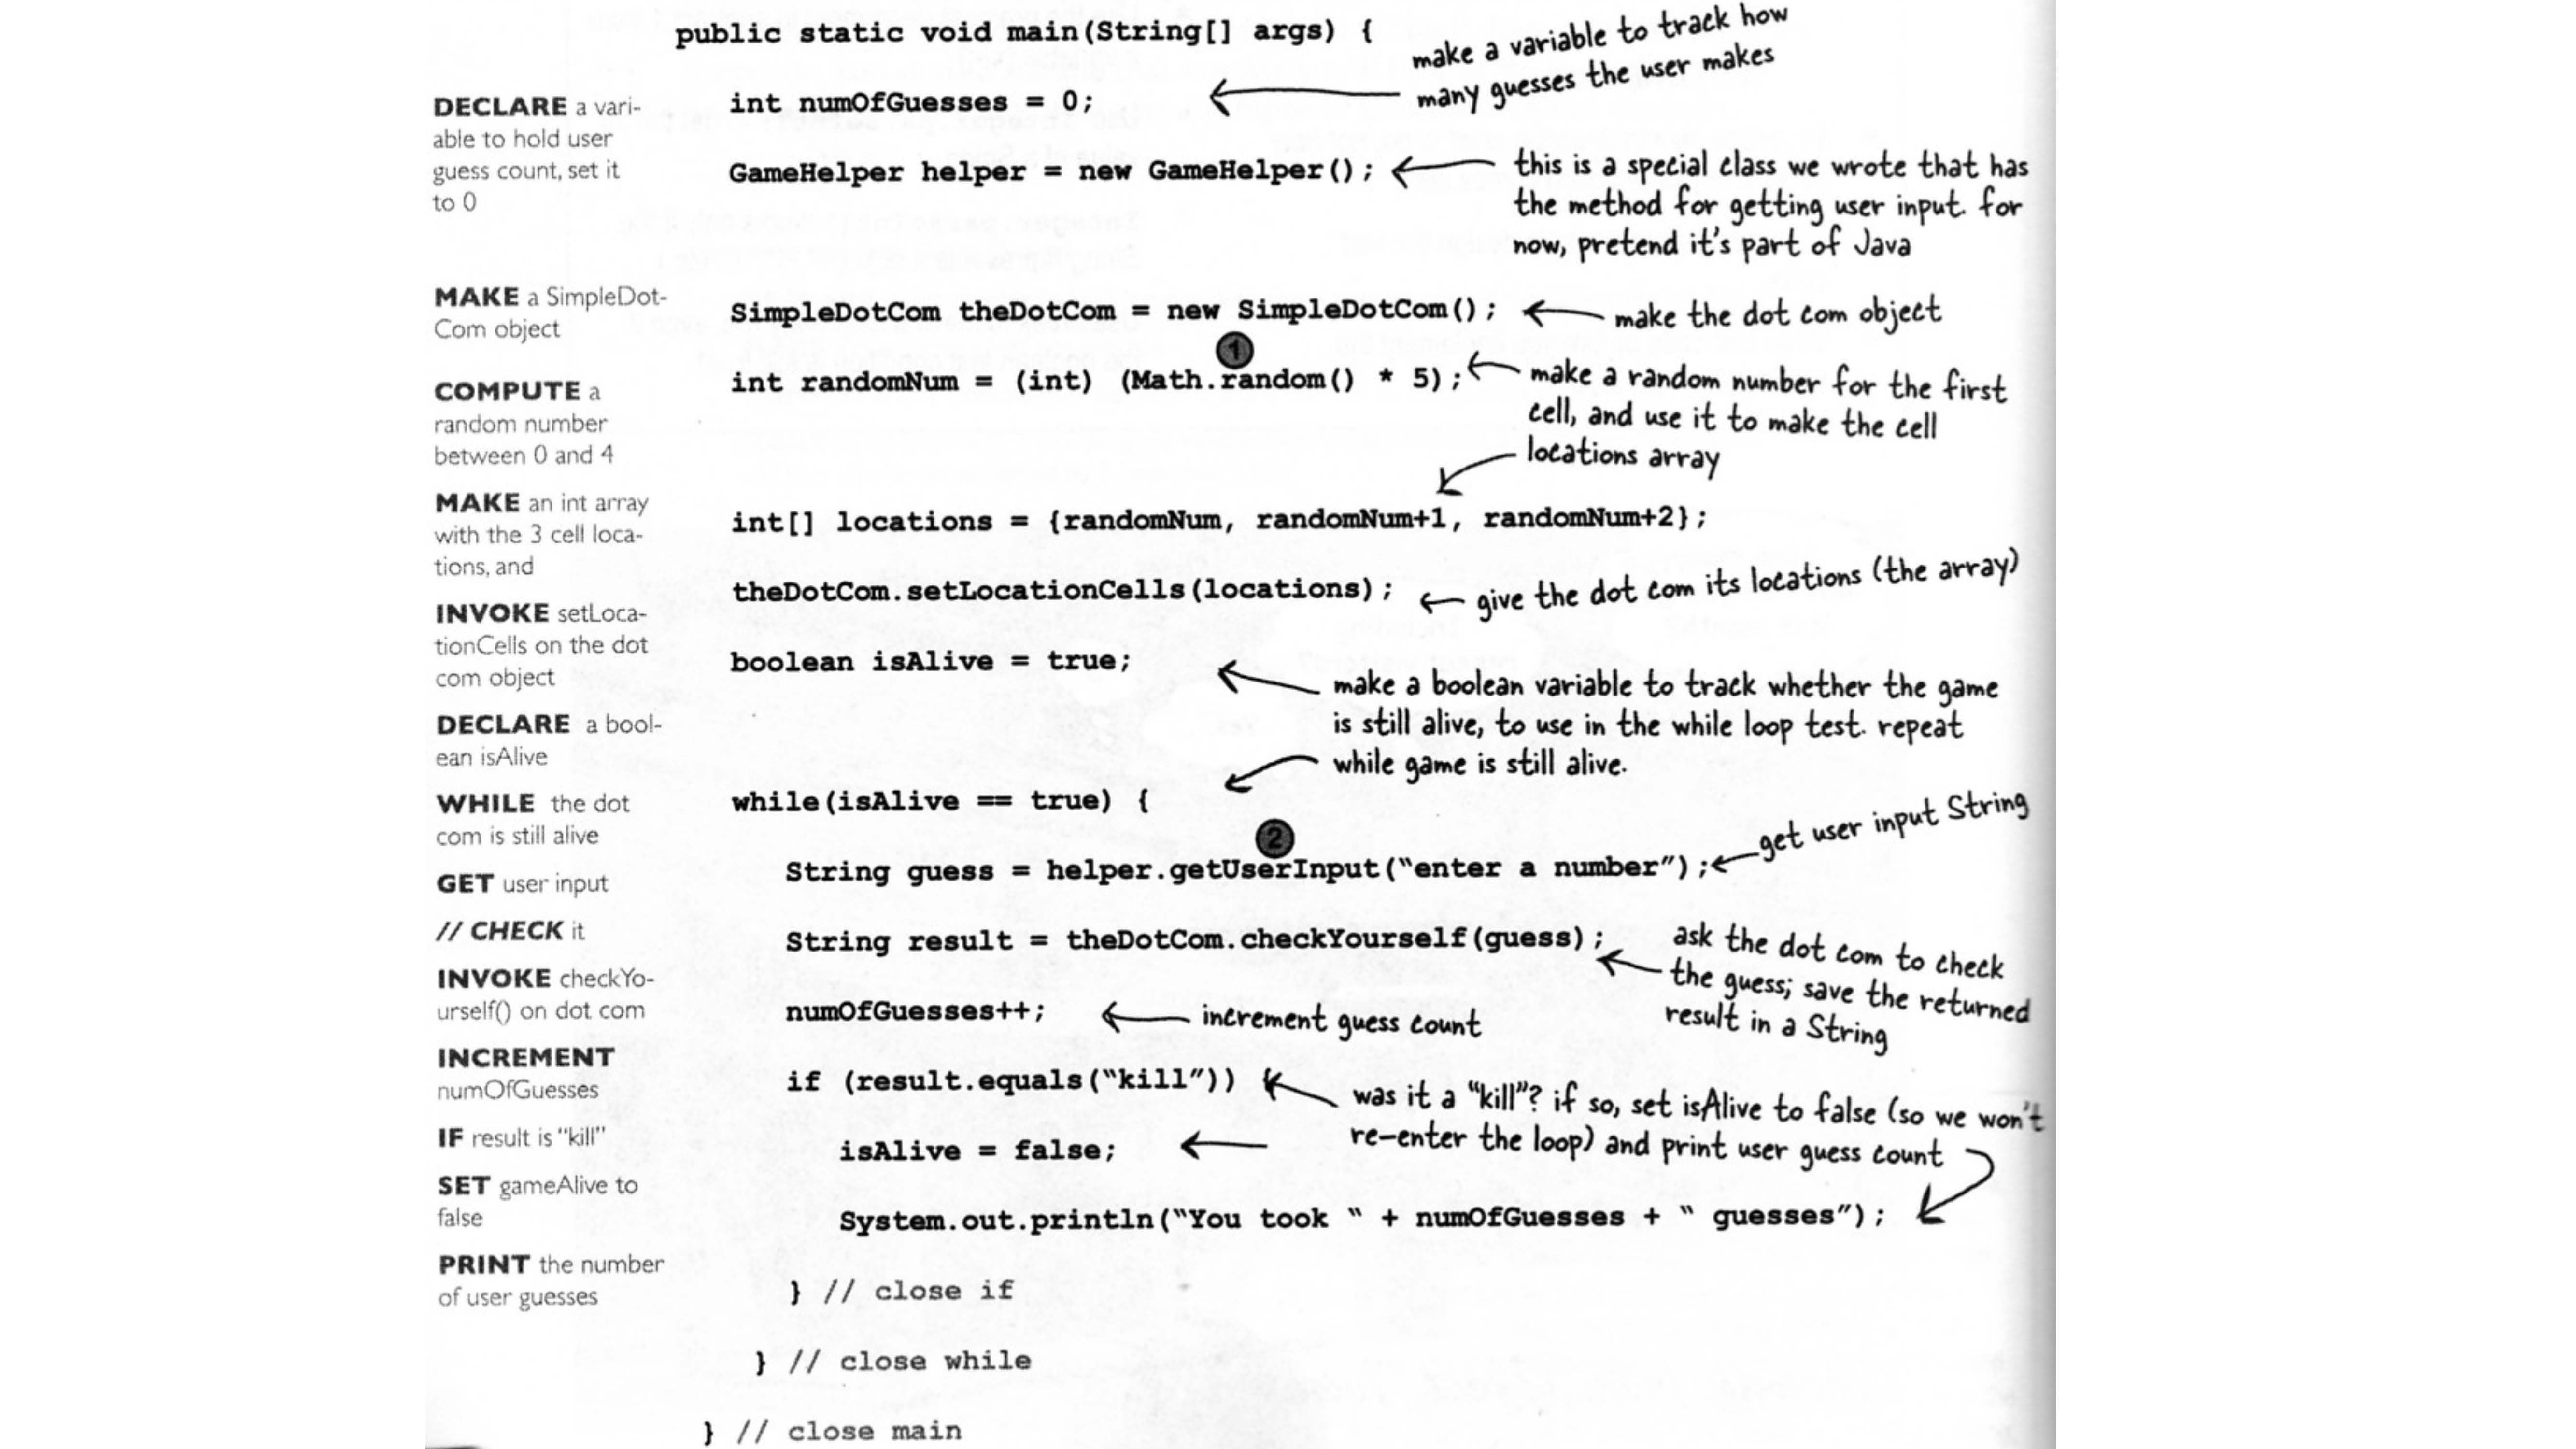 public static void main(String[] args) {
make a variable to track how
many guesses the user makes
DECLARE a vari-
able to hold user
guess count, set it
to 0
int numOfGuesses = 0;
GameHelper helper = new GameHelper();
this is a special class we wrote that has
the method for getting user input. for
now, pretend it's part of Java
MAKE a SimpleDot-
Com object
SimpleDotCom theDotCom = new SimpleDotCom();
make the dot com object
1
COMPUTE a
random number
between 0 and 4
int randomNum = (int) (Math.random() * 5);
make a random number for the first
cell, and use it to make the cell
locations array
MAKE an int array
with the 3 cell loca-
tions, and
int[] locations = {randomNum, randomNum+1, randomNum+2};
INVOKE setLoca-
tionCells on the dot
com object
theDotCom.setLocationCells(locations);
give the dot com its locations (the array)
DECLARE a bool-
ean isAlive
boolean isAlive = true;
make a boolean variable to track whether the game
is still alive, to use in the while loop test. repeat
while game is still alive.
WHILE the dot
com is still alive
while(isAlive == true) {
2
GET user input
String guess = helper.getUserInput("enter a number");
get user input String
// CHECK it
INVOKE checkYo-
urself() on dot com
String result = theDotCom.checkYourself(guess);
ask the dot com to check
the guess; save the returned
result in a String
INCREMENT
numOfGuesses
numOfGuesses++;
increment guess count
IF result is "kill"
if (result.equals("kill")) {
was it a "kill"? if so, set isAlive to false (so we won't
re-enter the loop) and print user guess count
SET gameAlive to
false
isAlive = false;
PRINT the number
of user guesses
System.out.println("You took " + numOfGuesses + " guesses");
} // close if
} // close while
} // close main